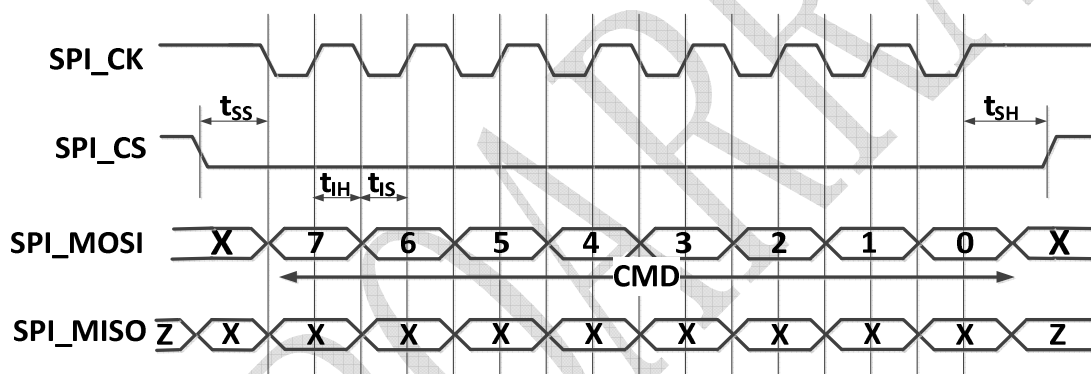 SPI_CK
tSS
tSH
SPI_CS
tIH tIS
SPI_MOSI X 7 6 5 4 3 2 1 0 X
CMD
SPI_MISO Z X X X X X X X X X Z